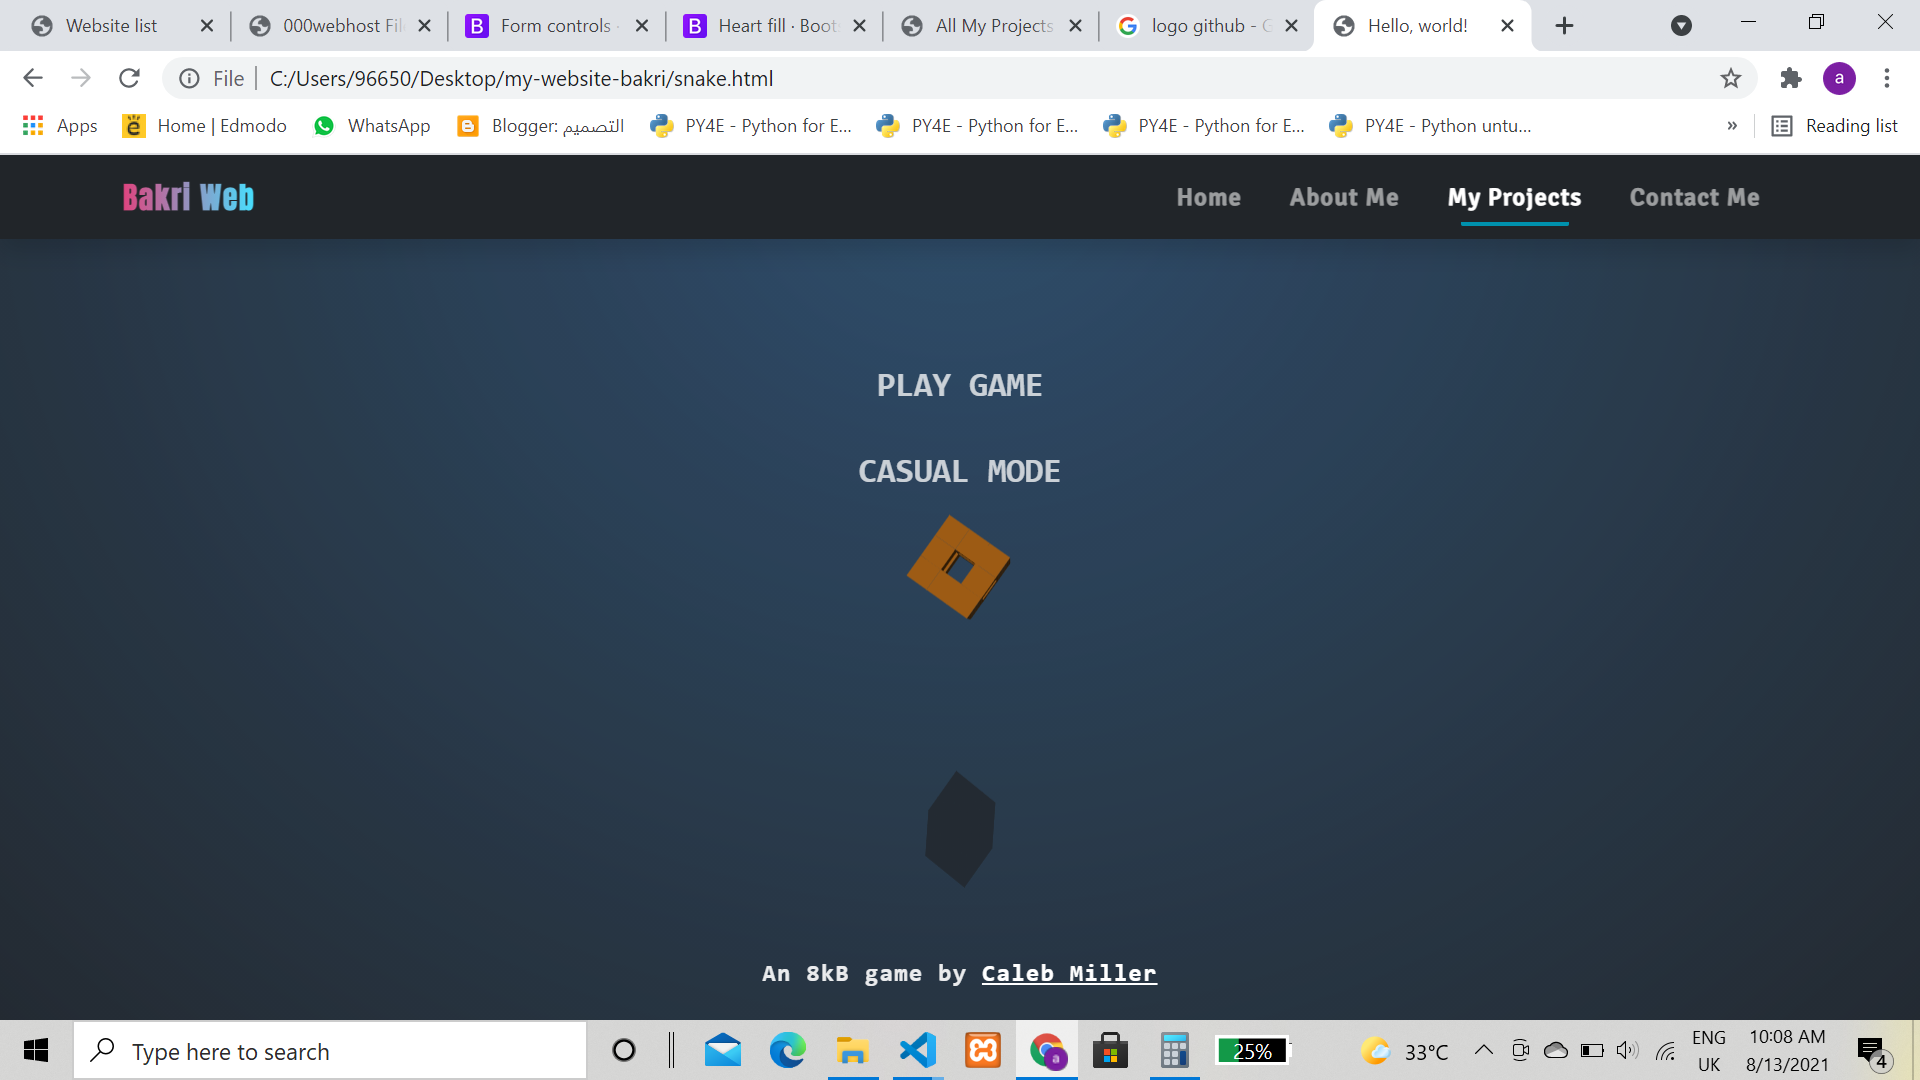 Website list
000webhost Fil
Form controls ·
Heart fill · Boots
All My Projects
logo github - G
Hello, world!
File
C:/Users/96650/Desktop/my-website-bakri/snake.html
a
Apps
Home | Edmodo
WhatsApp
Blogger: التصميم
PY4E - Python for E...
PY4E - Python for E...
PY4E - Python for E...
PY4E - Python untu...
»
Reading list
Bakri Web
Home
About Me
My Projects
Contact Me
PLAY GAME
CASUAL MODE
An 8kB game by Caleb Miller
Type here to search
a
25%
33°C
ENG
UK
10:08 AM
8/13/2021
4